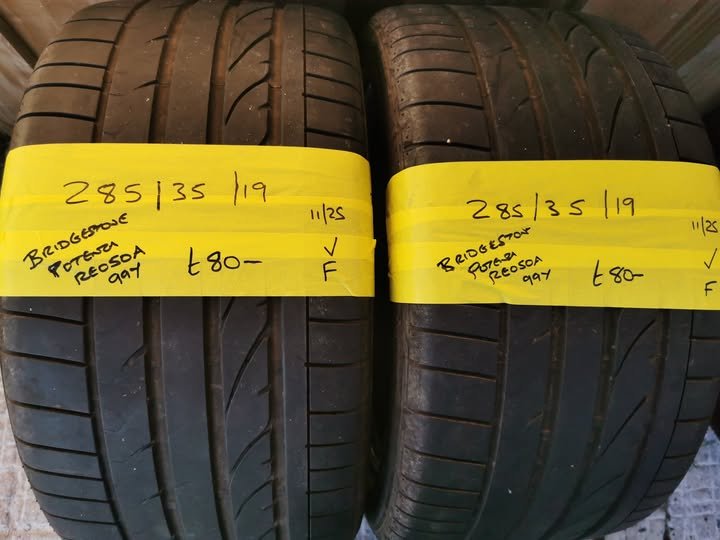 285/35/19
11/25
BRIDGESTONE
POTENZA
RE050A
99Y
£80-
✓
F
285/35/19
11/25
BRIDGESTONE
POTENZA
RE050A
99Y
£80-
✓
F